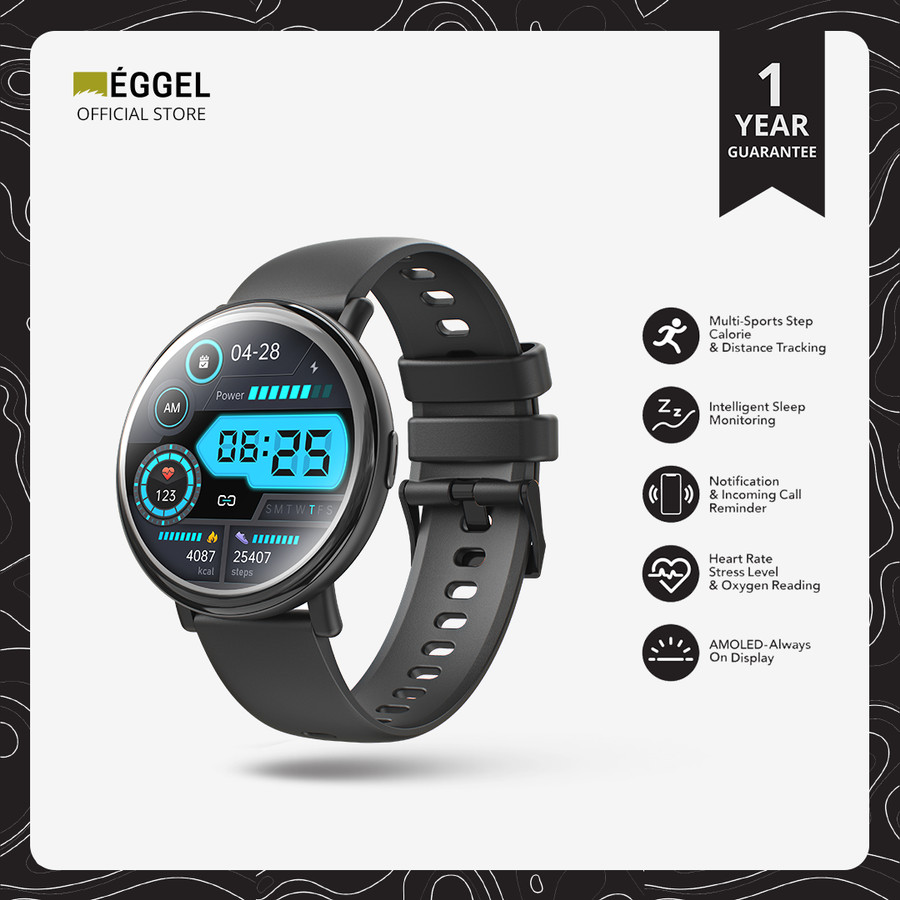 ÉGGEL
OFFICIAL STORE
1
YEAR
GUARANTEE
04-28
Power
AM
06:25
123
SMTWTFS
4087
kcal
25407
steps
Multi-Sports Step
Calorie
& Distance Tracking
Zz
Intelligent Sleep
Monitoring
Notification
& Incoming Call
Reminder
Heart Rate
Stress Level
& Oxygen Reading
AMOLED-Always
On Display